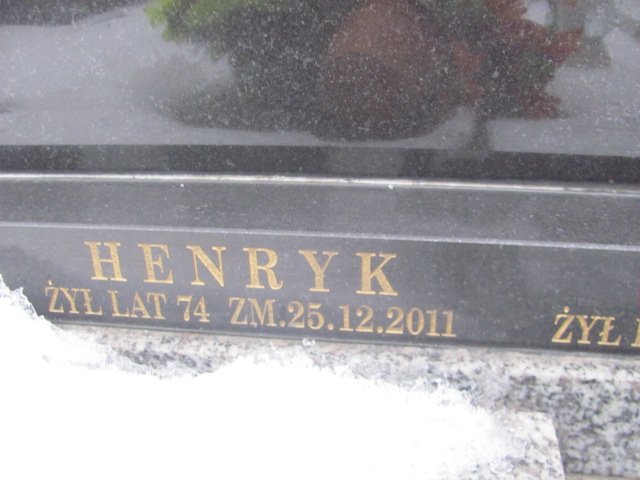 HENRYK
ŻYŁ LAT 74 ZM.25.12.2011
ŻYŁ